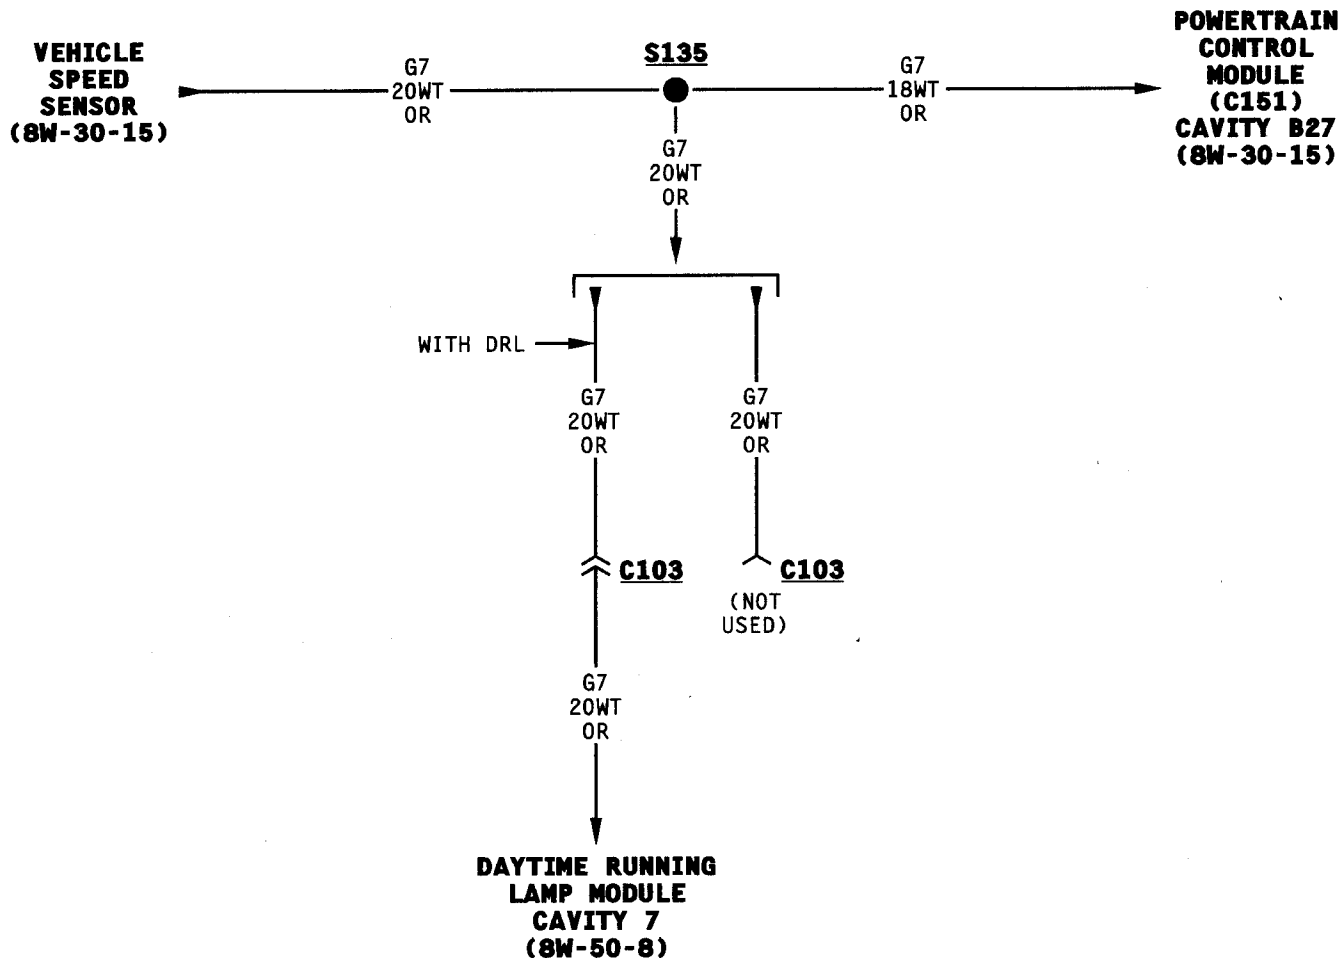 VEHICLE
SPEED
SENSOR
(8W-30-15)
G7
20WT
OR
S135
G7
18WT
OR
POWERTRAIN
CONTROL
MODULE
(C151)
CAVITY B27
(8W-30-15)
G7
20WT
OR
WITH DRL
G7
20WT
OR
G7
20WT
OR
C103
C103
(NOT
USED)
G7
20WT
OR
DAYTIME RUNNING
LAMP MODULE
CAVITY 7
(8W-50-8)